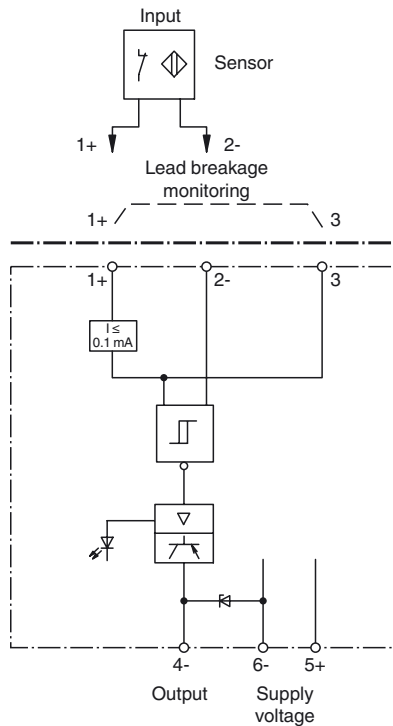 Input
Sensor
1+ 2-
Lead breakage
monitoring
1+ 3
1+ 2- 3
I ≤
0.1 mA
4- 6- 5+
Output Supply
voltage